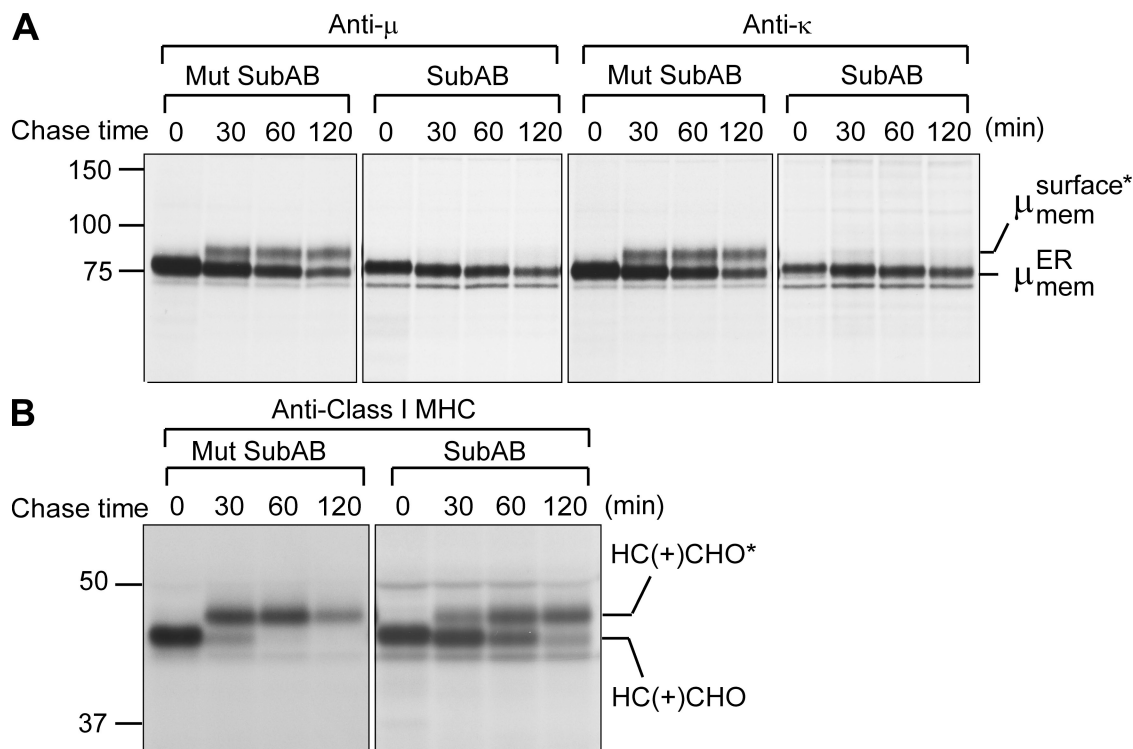 A
Anti-μ Anti-κ
Mut SubAB SubAB Mut SubAB SubAB
Chase time 0 30 60 120 0 30 60 120 0 30 60 120 0 30 60 120 (min)
150
100
75
μ mem surface*
μ mem ER
B
Anti-Class I MHC
Mut SubAB SubAB
Chase time 0 30 60 120 0 30 60 120 (min)
HC(+)CHO*
50
HC(+)CHO
37